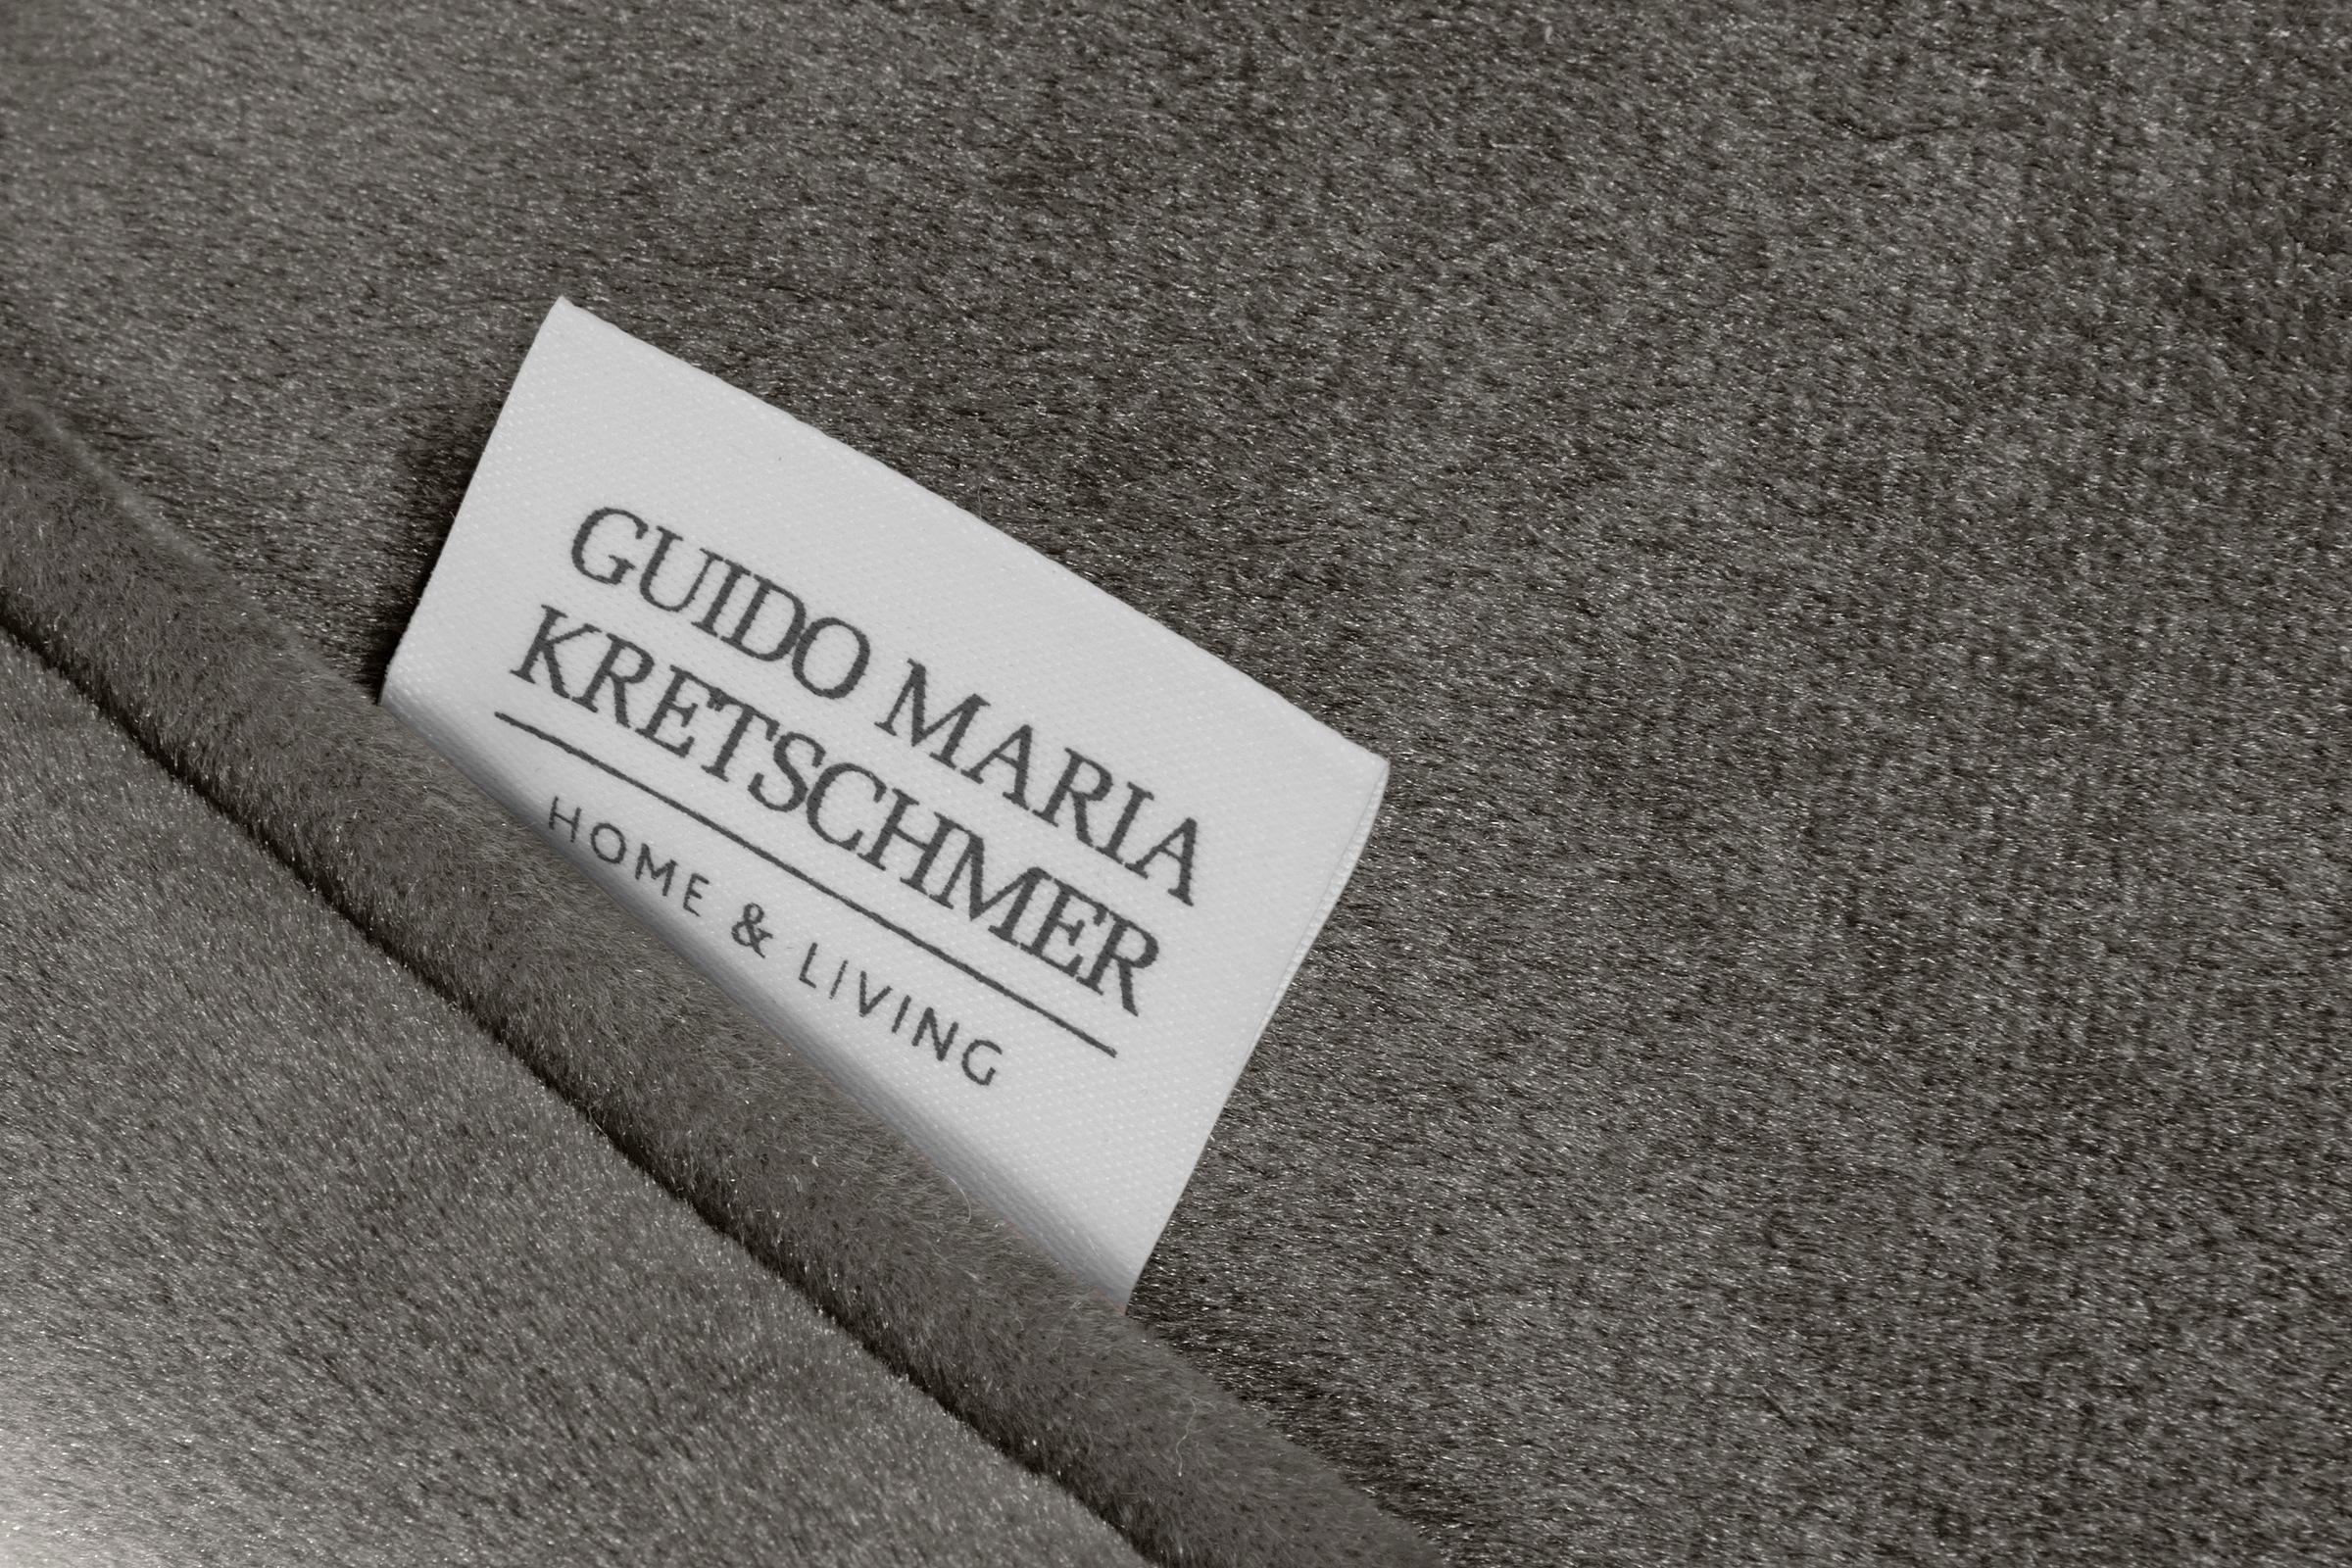 GUIDO MARIA
KRETSCHMER
HOME & LIVING